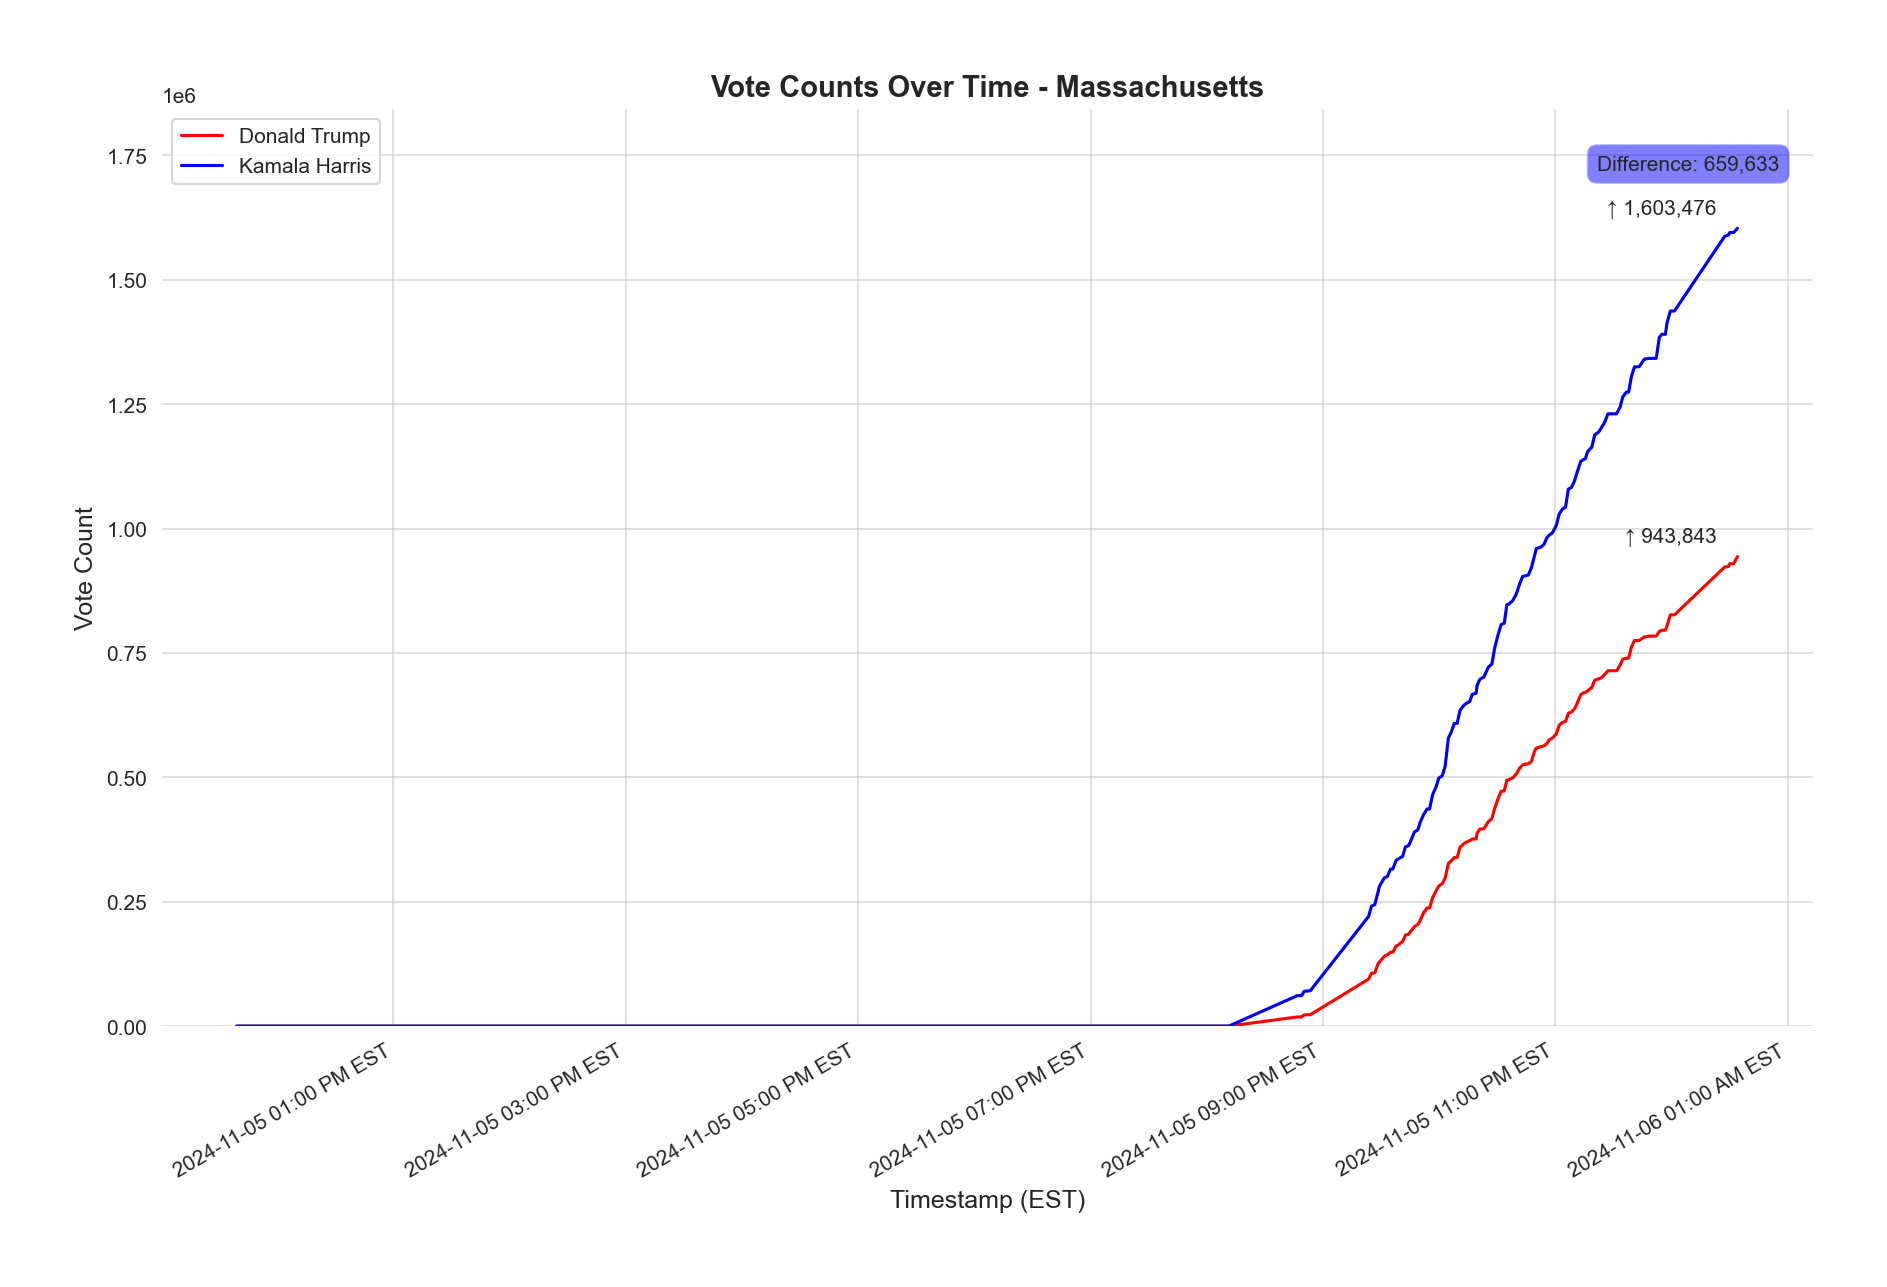 Vote Counts Over Time - Massachusetts
1e6
Donald Trump
Kamala Harris
Difference: 659,633
↑ 1,603,476
↑ 943,843
1.75
1.50
1.25
1.00
0.75
0.50
0.25
0.00
Vote Count
2024-11-05 01:00 PM EST
2024-11-05 03:00 PM EST
2024-11-05 05:00 PM EST
2024-11-05 07:00 PM EST
2024-11-05 09:00 PM EST
2024-11-05 11:00 PM EST
2024-11-06 01:00 AM EST
Timestamp (EST)